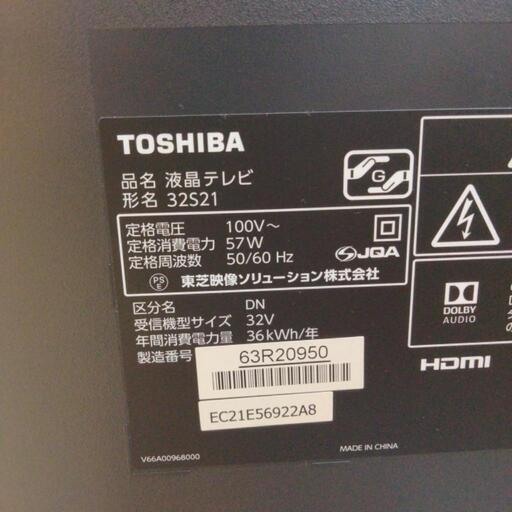 TOSHIBA
品名 液晶テレビ
形名 32S21
G
定格電圧 100V～
定格消費電力 57W
定格周波数 50/60 Hz
JQA
PS
E
東芝映像ソリューション株式会社
区分名 DN
受信機型サイズ 32V
年間消費電力量 36kWh/年
製造番号
63R20950
EC21E56922A8
DOLBY
AUDIO
HDMI
MADE IN CHINA
V66A00968000